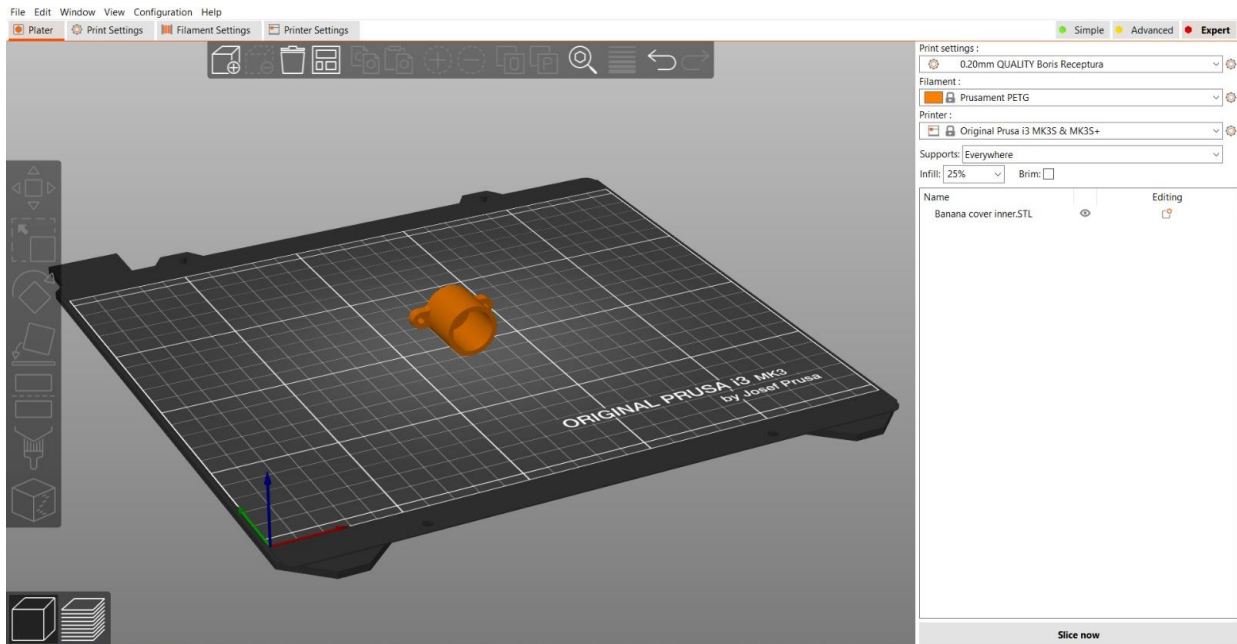 File Edit Window View Configuration Help
Plater Print Settings Filament Settings Printer Settings Simple Advanced Expert
Print settings :
0.20mm QUALITY Boris Receptura
Filament :
Prusament PETG
Printer :
Original Prusa i3 MK3S & MK3S+
Supports: Everywhere
Infill: 25% Brim:
Name Editing
Banana cover inner.STL
ORIGINAL PRUSA i3 MK3
by Josef Prusa
Slice now